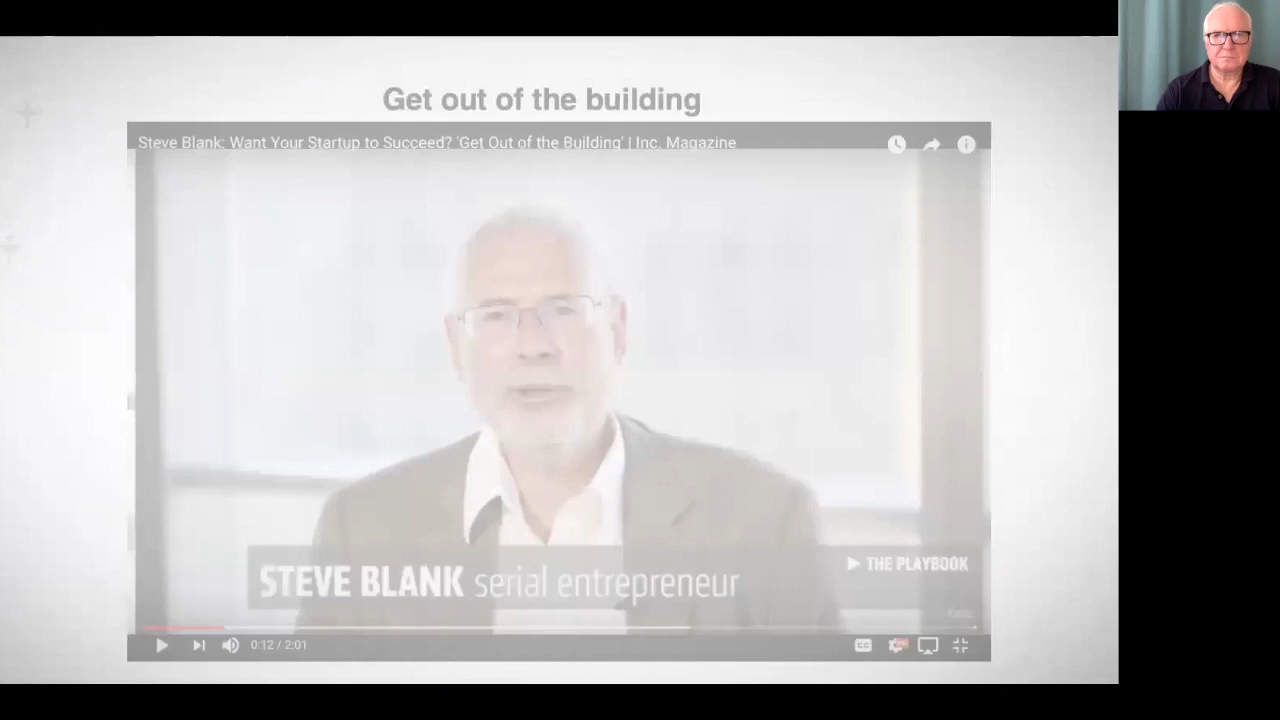 Get out of the building
Steve Blank: Want Your Startup to Succeed? 'Get Out of the Building' | Inc. Magazine
THE PLAYBOOK
STEVE BLANK serial entrepreneur
0:12 / 2:01
CC